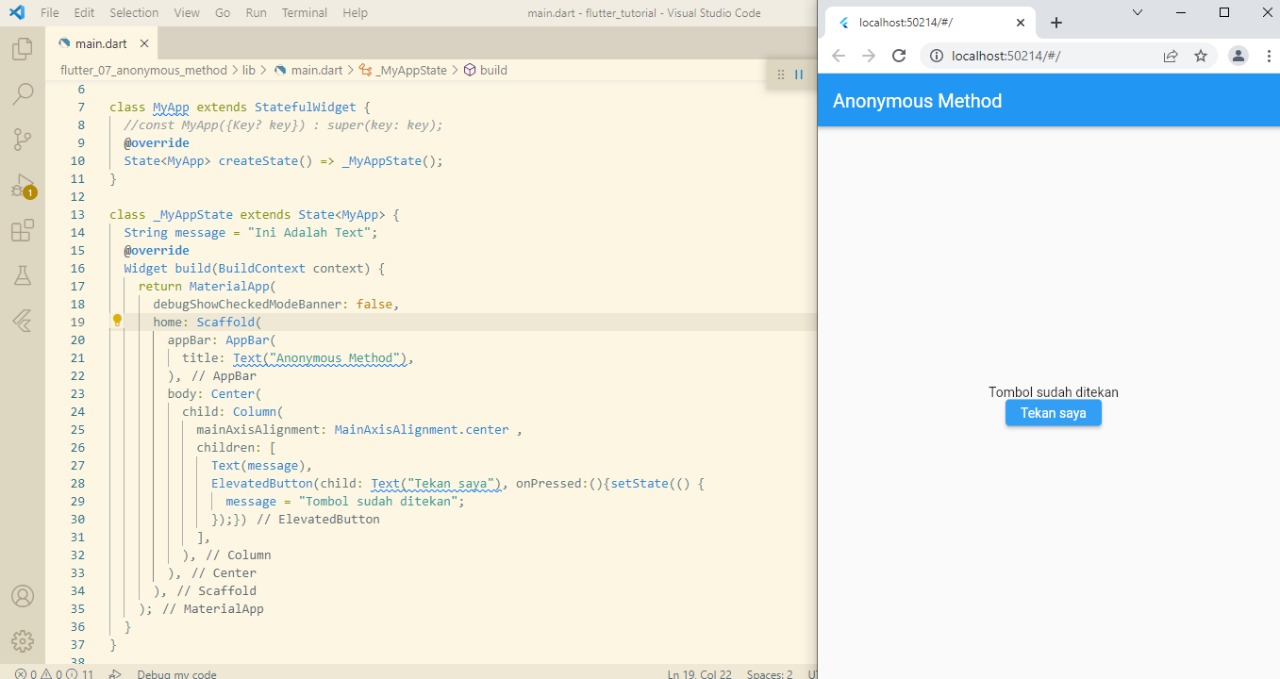 File Edit Selection View Go Run Terminal Help
main.dart - flutter_tutorial - Visual Studio Code
main.dart
flutter_07_anonymous_method > lib > main.dart > _MyAppState > build
6
7 class MyApp extends StatefulWidget {
8 //const MyApp({Key? key}) : super(key: key);
9 @override
10 State<MyApp> createState() => _MyAppState();
11 }
12
13 class _MyAppState extends State<MyApp> {
14 String message = "Ini Adalah Text";
15 @override
16 Widget build(BuildContext context) {
17 return MaterialApp(
18 debugShowCheckedModeBanner: false,
19 home: Scaffold(
20 appBar: AppBar(
21 title: Text("Anonymous Method"),
22 ), // AppBar
23 body: Center(
24 child: Column(
25 mainAxisAlignment: MainAxisAlignment.center ,
26 children: [
27 Text(message),
28 ElevatedButton(child: Text("Tekan saya"), onPressed:(){setState(() {
29 message = "Tombol sudah ditekan";
30 });}) // ElevatedButton
31 ],
32 ), // Column
33 ), // Center
34 ), // Scaffold
35 ); // MaterialApp
36 }
37 }
38
1
0 0 11 Debug my code
Ln 19, Col 22 Spaces: 2
localhost:50214/#/
localhost:50214/#/
Anonymous Method
Tombol sudah ditekan
Tekan saya